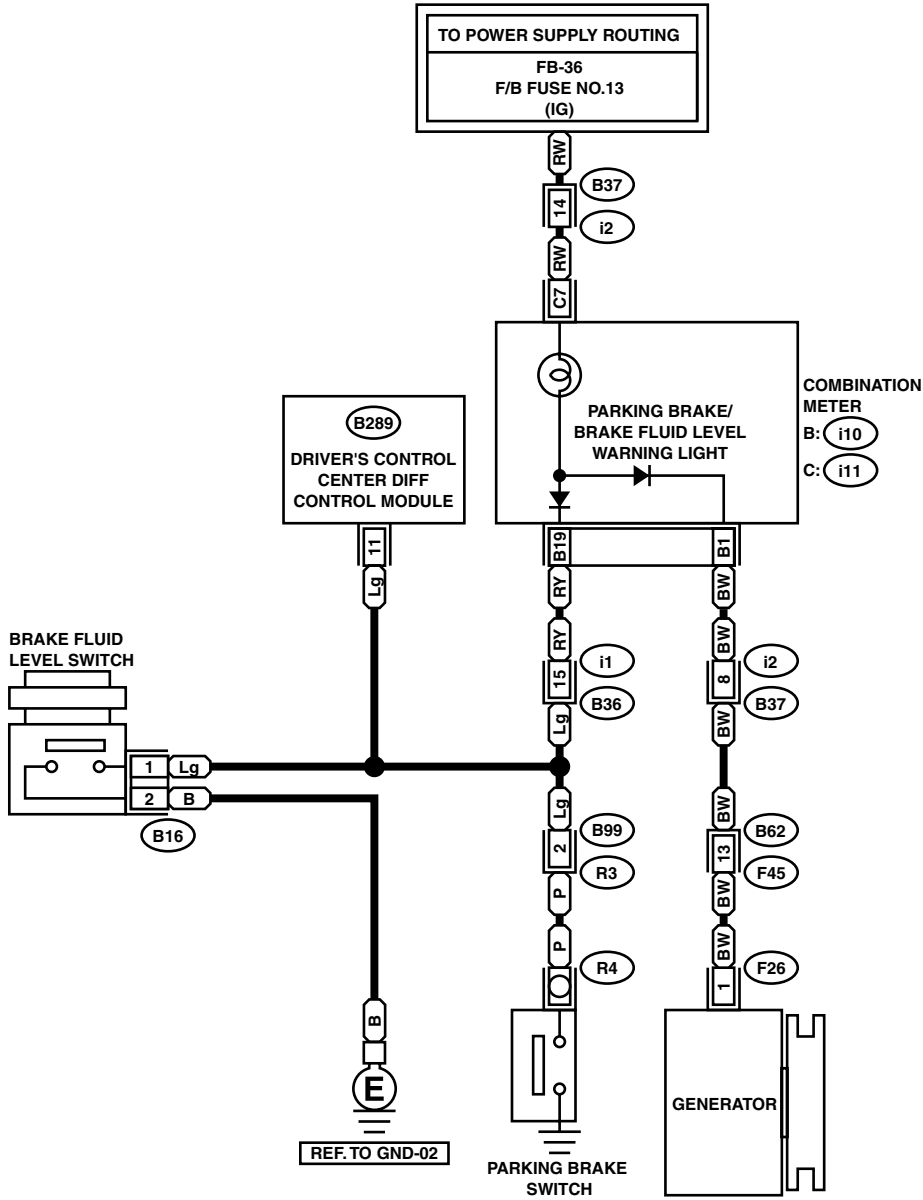 TO POWER SUPPLY ROUTING
FB-36
F/B FUSE NO.13
(IG)
RW
B37
14
i2
RW
C7
COMBINATION
METER
B: i10
C: i11
PARKING BRAKE/
BRAKE FLUID LEVEL
WARNING LIGHT
B289
DRIVER'S CONTROL
CENTER DIFF
CONTROL MODULE
11
Lg
B19
B1
RY
BW
RY
BW
BRAKE FLUID
LEVEL SWITCH
i1
i2
15
8
B36
B37
Lg
BW
1
Lg
2
B
B16
Lg
BW
B99
B62
2
13
R3
F45
P
BW
P
BW
R4
F26
1
B
E
REF. TO GND-02
GENERATOR
PARKING BRAKE
SWITCH